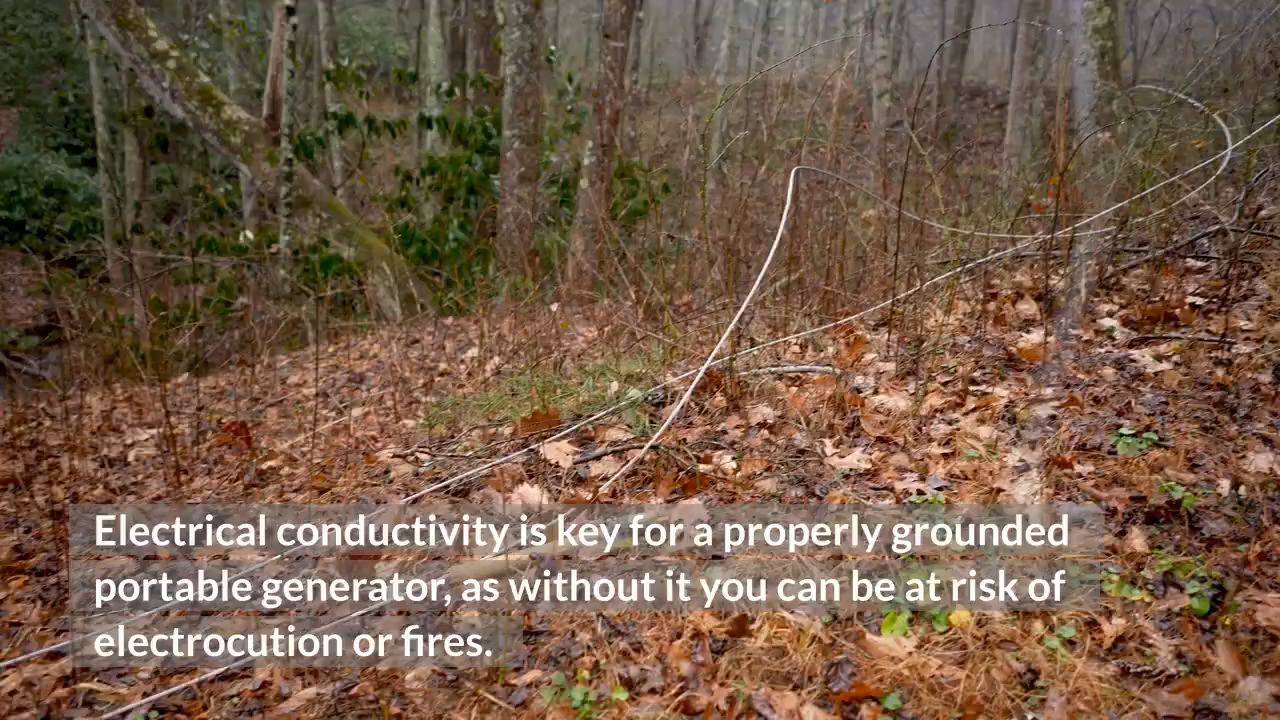 Electrical conductivity is key for a properly grounded
portable generator, as without it you can be at risk of
electrocution or fires.